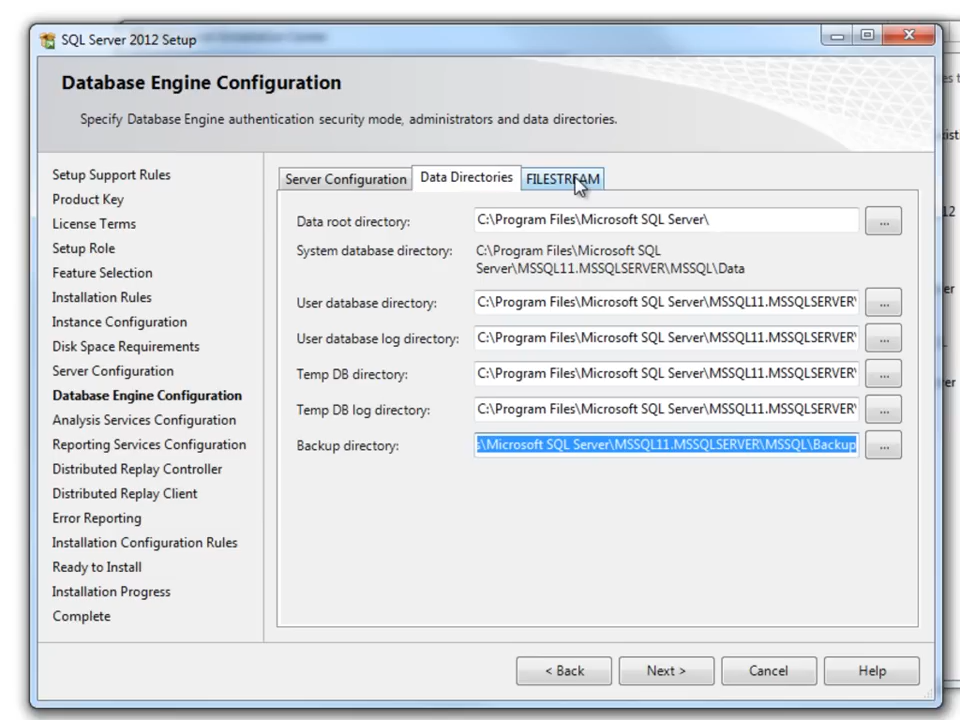 SQL Server 2012 Setup
Database Engine Configuration
Specify Database Engine authentication security mode, administrators and data directories.
Setup Support Rules
Product Key
License Terms
Setup Role
Feature Selection
Installation Rules
Instance Configuration
Disk Space Requirements
Server Configuration
Database Engine Configuration
Analysis Services Configuration
Reporting Services Configuration
Distributed Replay Controller
Distributed Replay Client
Error Reporting
Installation Configuration Rules
Ready to Install
Installation Progress
Complete
Server Configuration Data Directories FILESTREAM
Data root directory: C:\Program Files\Microsoft SQL Server\ ...
System database directory: C:\Program Files\Microsoft SQL
Server\MSSQL11.MSSQLSERVER\MSSQL\Data
User database directory: C:\Program Files\Microsoft SQL Server\MSSQL11.MSSQLSERVER\ ...
User database log directory: C:\Program Files\Microsoft SQL Server\MSSQL11.MSSQLSERVER\ ...
Temp DB directory: C:\Program Files\Microsoft SQL Server\MSSQL11.MSSQLSERVER\ ...
Temp DB log directory: C:\Program Files\Microsoft SQL Server\MSSQL11.MSSQLSERVER\ ...
Backup directory: s\Microsoft SQL Server\MSSQL11.MSSQLSERVER\MSSQL\Backup ...
< Back Next > Cancel Help